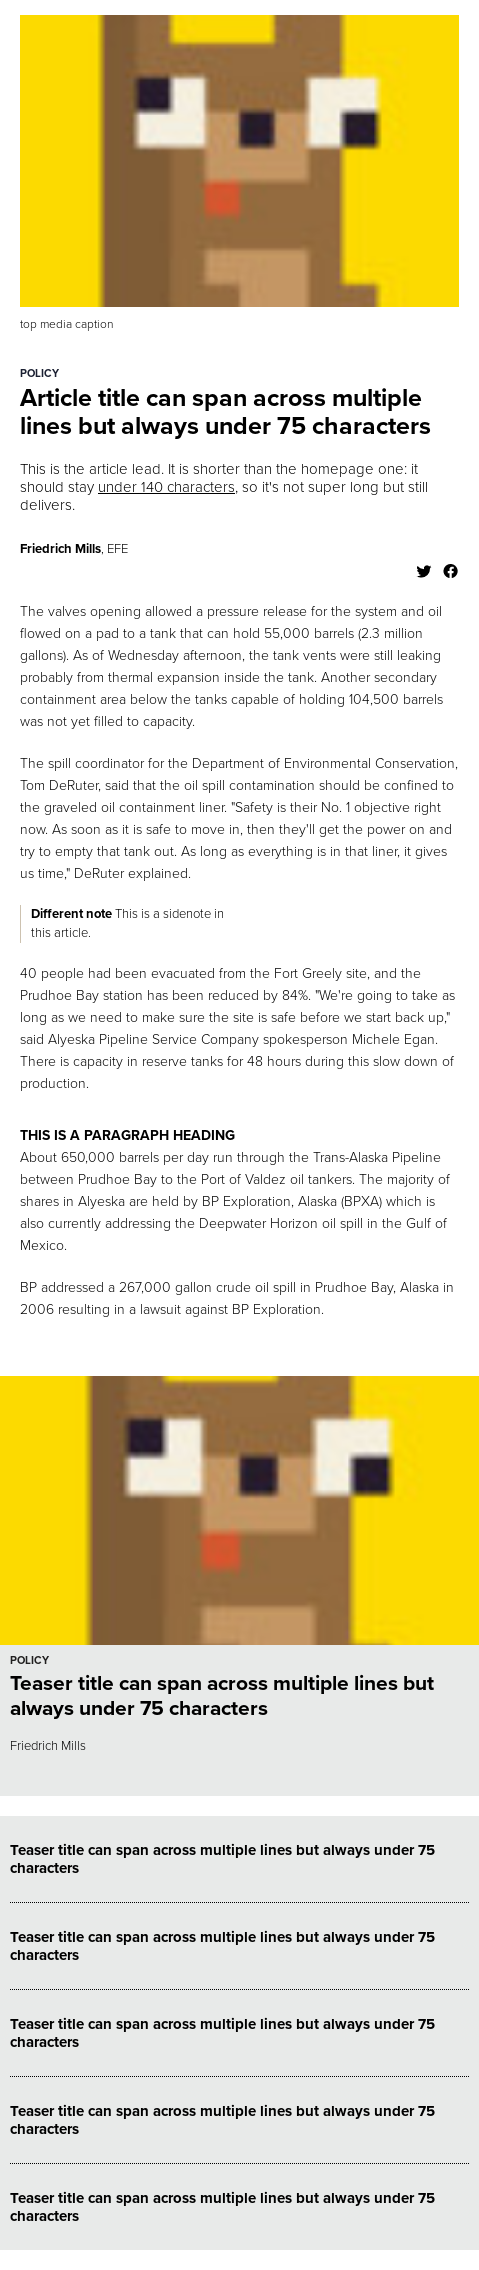 top media caption
POLICY
Article title can span across multiple
lines but always under 75 characters
This is the article lead. It is shorter than the homepage one: it
should stay under 140 characters, so it's not super long but still
delivers.
Friedrich Mills, EFE
The valves opening allowed a pressure release for the system and oil
flowed on a pad to a tank that can hold 55,000 barrels (2.3 million
gallons). As of Wednesday afternoon, the tank vents were still leaking
probably from thermal expansion inside the tank. Another secondary
containment area below the tanks capable of holding 104,500 barrels
was not yet filled to capacity.
The spill coordinator for the Department of Environmental Conservation,
Tom DeRuter, said that the oil spill contamination should be confined to
the graveled oil containment liner. "Safety is their No. 1 objective right
now. As soon as it is safe to move in, then they'll get the power on and
try to empty that tank out. As long as everything is in that liner, it gives
us time," DeRuter explained.
Different note This is a sidenote in
this article.
40 people had been evacuated from the Fort Greely site, and the
Prudhoe Bay station has been reduced by 84%. "We're going to take as
long as we need to make sure the site is safe before we start back up,"
said Alyeska Pipeline Service Company spokesperson Michele Egan.
There is capacity in reserve tanks for 48 hours during this slow down of
production.
THIS IS A PARAGRAPH HEADING
About 650,000 barrels per day run through the Trans-Alaska Pipeline
between Prudhoe Bay to the Port of Valdez oil tankers. The majority of
shares in Alyeska are held by BP Exploration, Alaska (BPXA) which is
also currently addressing the Deepwater Horizon oil spill in the Gulf of
Mexico.
BP addressed a 267,000 gallon crude oil spill in Prudhoe Bay, Alaska in
2006 resulting in a lawsuit against BP Exploration.
POLICY
Teaser title can span across multiple lines but
always under 75 characters
Friedrich Mills
Teaser title can span across multiple lines but always under 75
characters
Teaser title can span across multiple lines but always under 75
characters
Teaser title can span across multiple lines but always under 75
characters
Teaser title can span across multiple lines but always under 75
characters
Teaser title can span across multiple lines but always under 75
characters